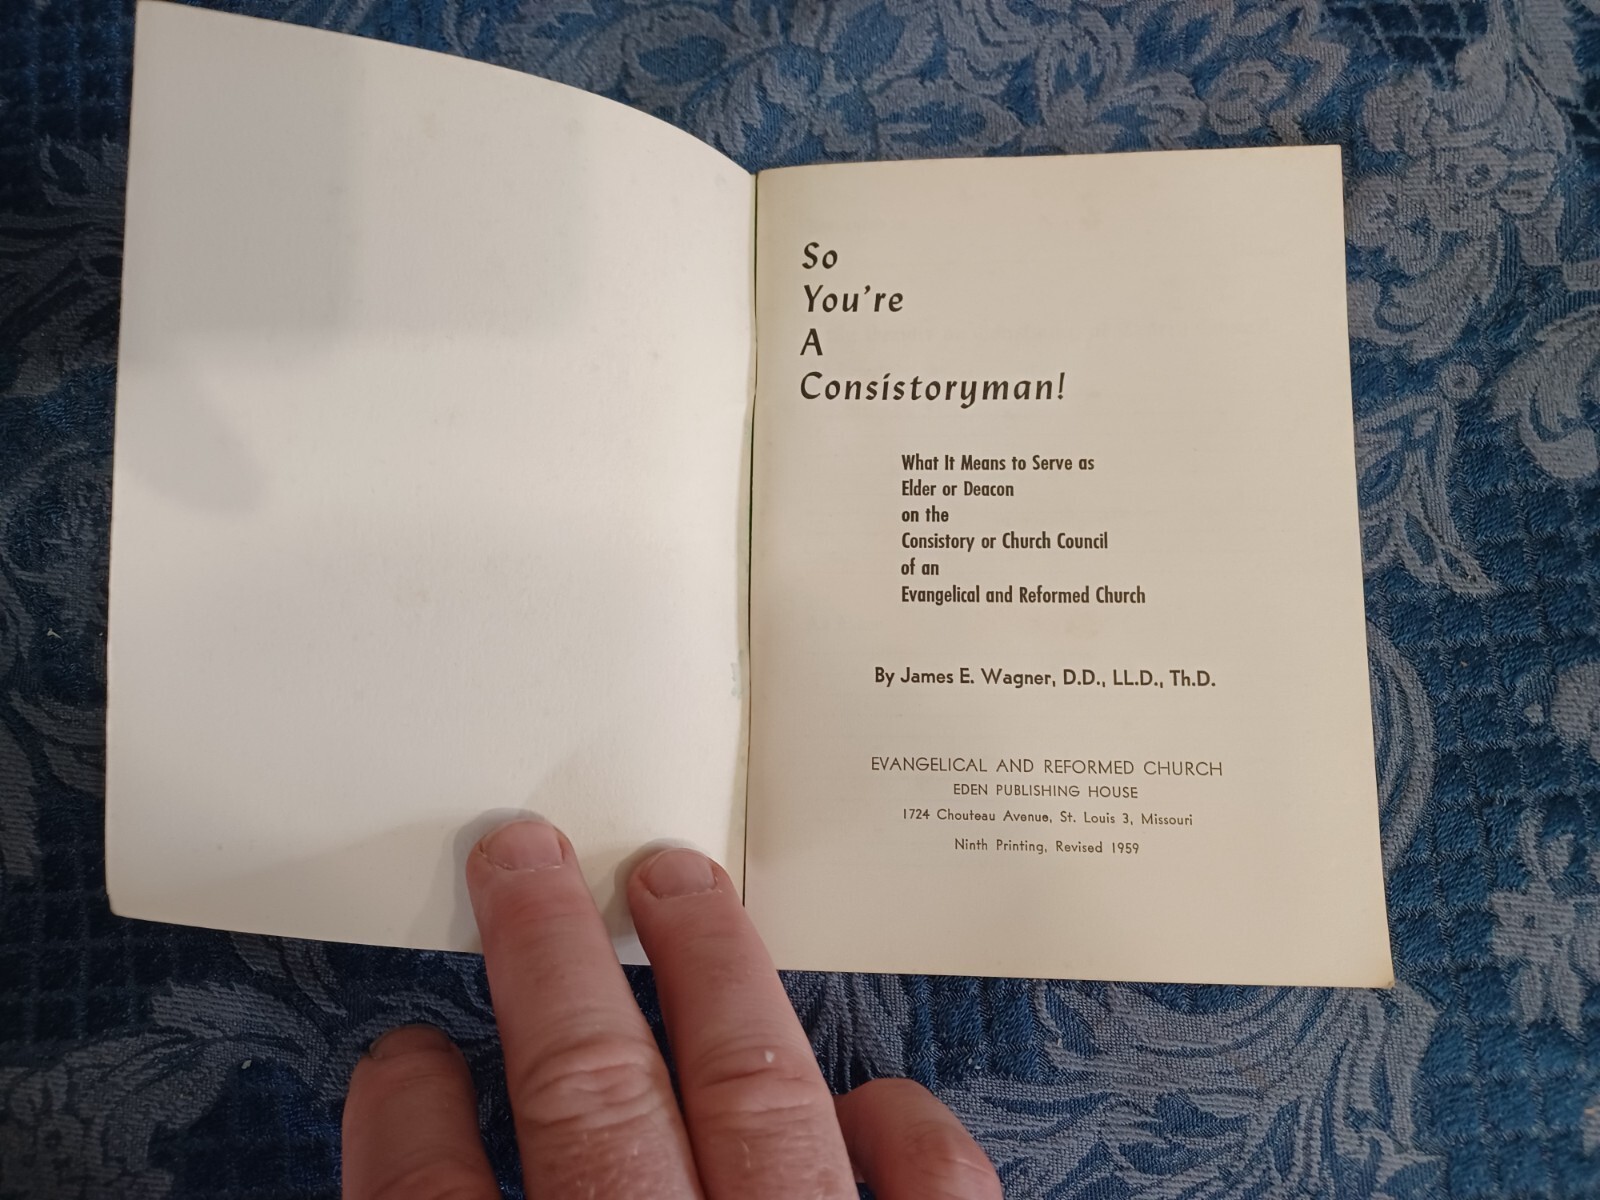 So
You're
A
Consistoryman!
What It Means to Serve as
Elder or Deacon
on the
Consistory or Church Council
of an
Evangelical and Reformed Church
By James E. Wagner, D.D., LL.D., Th.D.
EVANGELICAL AND REFORMED CHURCH
EDEN PUBLISHING HOUSE
1724 Chouteau Avenue, St. Louis 3, Missouri
Ninth Printing, Revised 1959